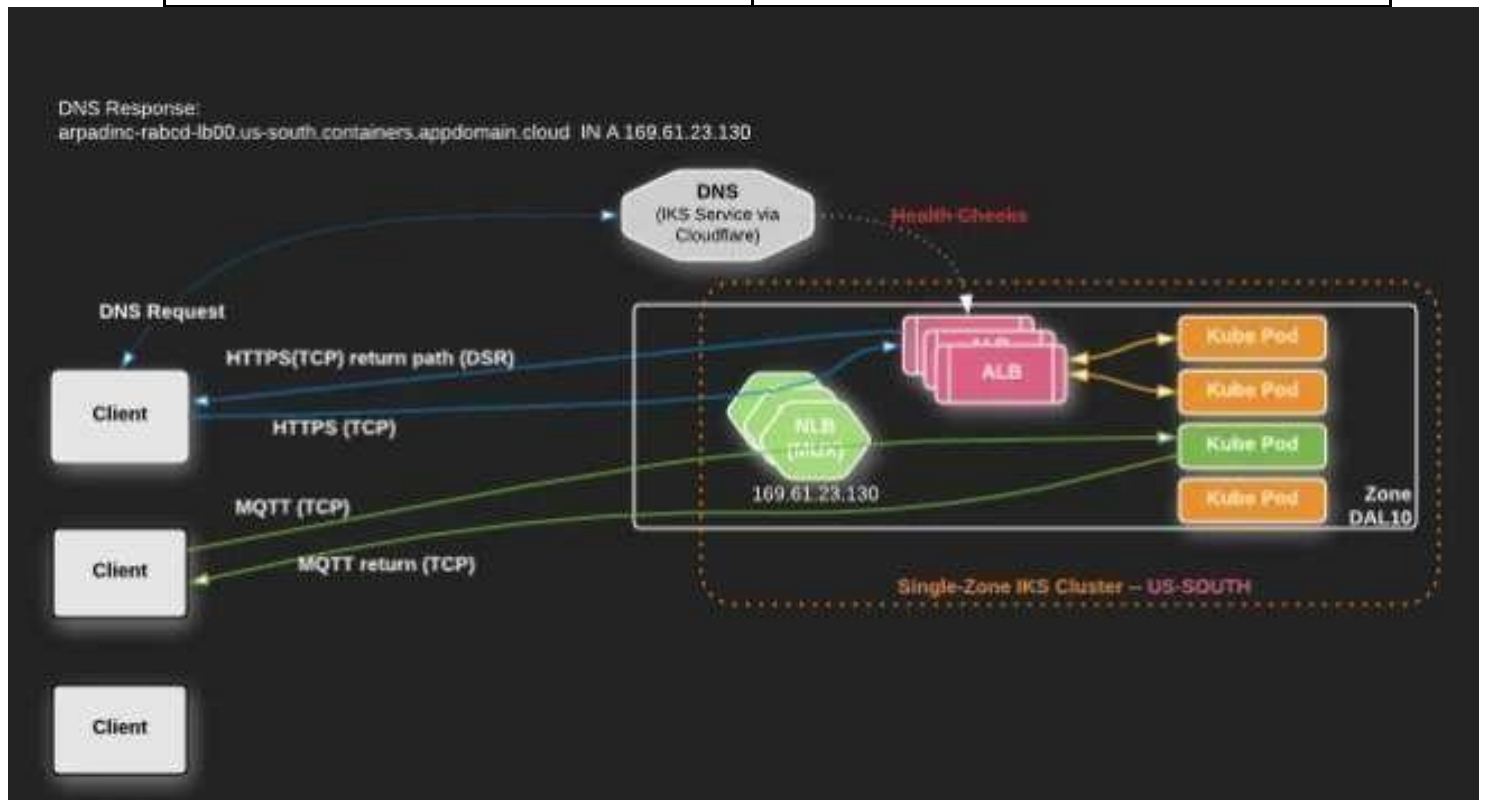 DNS Response:
arpadinc-rabcd-lb00.us-south.containers.appdomain.cloud IN A 169.61.23.130
DNS
(IKS Service via
Cloudflare)
Health Checks
DNS Request
HTTPS(TCP) return path (DSR)
Client
HTTPS (TCP)
ALB
ALB
Kube Pod
Kube Pod
Kube Pod
Kube Pod
NLB
(MUX)
169.61.23.130
Zone
DAL10
MQTT (TCP)
Client
MQTT return (TCP)
Single-Zone IKS Cluster – US-SOUTH
Client